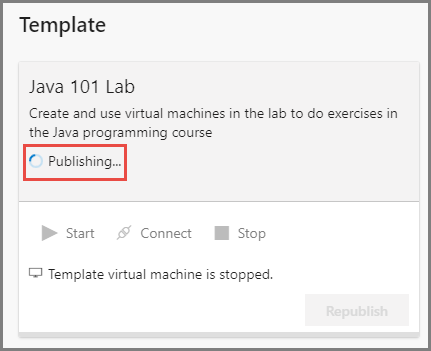 Template
Java 101 Lab
Create and use virtual machines in the lab to do exercises in
the Java programming course
Publishing...
Start Connect Stop
Template virtual machine is stopped.
Republish